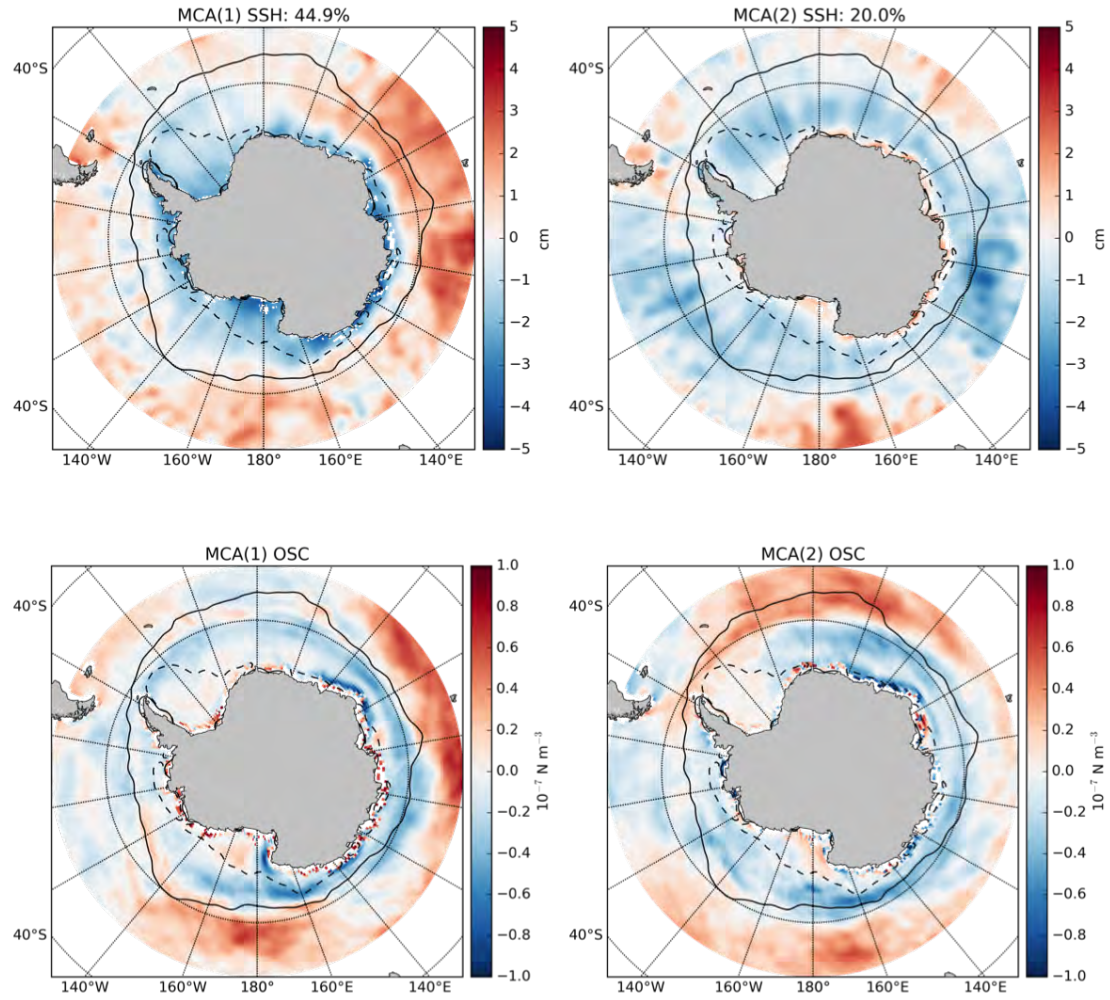 MCA(1) SSH: 44.9%
40°S
40°S
140°W 160°W 180° 160°E 140°E
5
4
3
2
1
0
−1
−2
−3
−4
−5
cm
MCA(2) SSH: 20.0%
40°S
40°S
140°W 160°W 180° 160°E 140°E
5
4
3
2
1
0
−1
−2
−3
−4
−5
cm
MCA(1) OSC
40°S
40°S
140°W 160°W 180° 160°E 140°E
1.0
0.8
0.6
0.4
0.2
0.0
−0.2
−0.4
−0.6
−0.8
−1.0
10⁻⁷ N m⁻³
MCA(2) OSC
40°S
40°S
140°W 160°W 180° 160°E 140°E
1.0
0.8
0.6
0.4
0.2
0.0
−0.2
−0.4
−0.6
−0.8
−1.0
10⁻⁷ N m⁻³